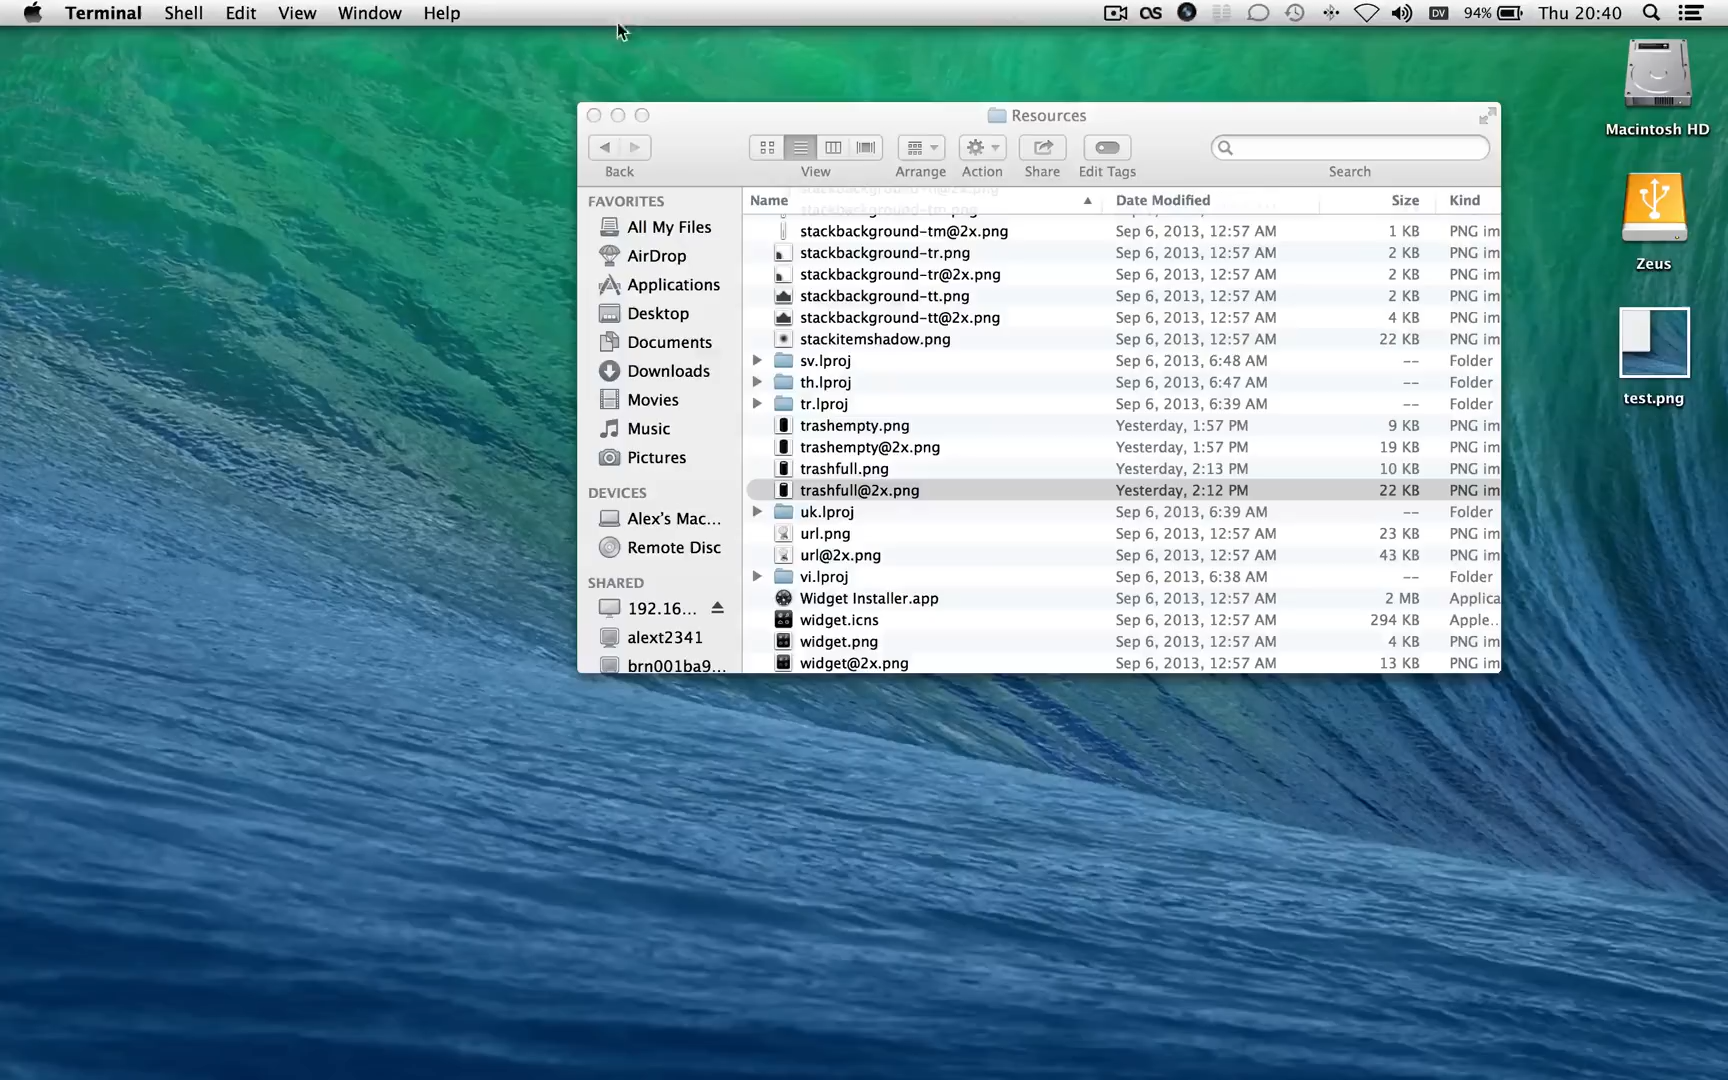 Terminal Shell Edit View Window Help DV 94% Thu 20:40
Macintosh HD
Zeus
test.png
Resources
Back View Arrange Action Share Edit Tags Search
FAVORITES
All My Files
AirDrop
Applications
Desktop
Documents
Downloads
Movies
Music
Pictures
DEVICES
Alex's Mac...
Remote Disc
SHARED
192.16...
alext2341
brn001ba9...
Name Date Modified Size Kind
stackbackground-tm@2x.png Sep 6, 2013, 12:57 AM 1 KB PNG im
stackbackground-tr.png Sep 6, 2013, 12:57 AM 2 KB PNG im
stackbackground-tr@2x.png Sep 6, 2013, 12:57 AM 2 KB PNG im
stackbackground-tt.png Sep 6, 2013, 12:57 AM 2 KB PNG im
stackbackground-tt@2x.png Sep 6, 2013, 12:57 AM 4 KB PNG im
stackitemshadow.png Sep 6, 2013, 12:57 AM 22 KB PNG im
sv.lproj Sep 6, 2013, 6:48 AM -- Folder
th.lproj Sep 6, 2013, 6:47 AM -- Folder
tr.lproj Sep 6, 2013, 6:39 AM -- Folder
trashempty.png Yesterday, 1:57 PM 9 KB PNG im
trashempty@2x.png Yesterday, 1:57 PM 19 KB PNG im
trashfull.png Yesterday, 2:13 PM 10 KB PNG im
trashfull@2x.png Yesterday, 2:12 PM 22 KB PNG im
uk.lproj Sep 6, 2013, 6:39 AM -- Folder
url.png Sep 6, 2013, 12:57 AM 23 KB PNG im
url@2x.png Sep 6, 2013, 12:57 AM 43 KB PNG im
vi.lproj Sep 6, 2013, 6:38 AM -- Folder
Widget Installer.app Sep 6, 2013, 12:57 AM 2 MB Applica
widget.icns Sep 6, 2013, 12:57 AM 294 KB Apple..
widget.png Sep 6, 2013, 12:57 AM 4 KB PNG im
widget@2x.png Sep 6, 2013, 12:57 AM 13 KB PNG im